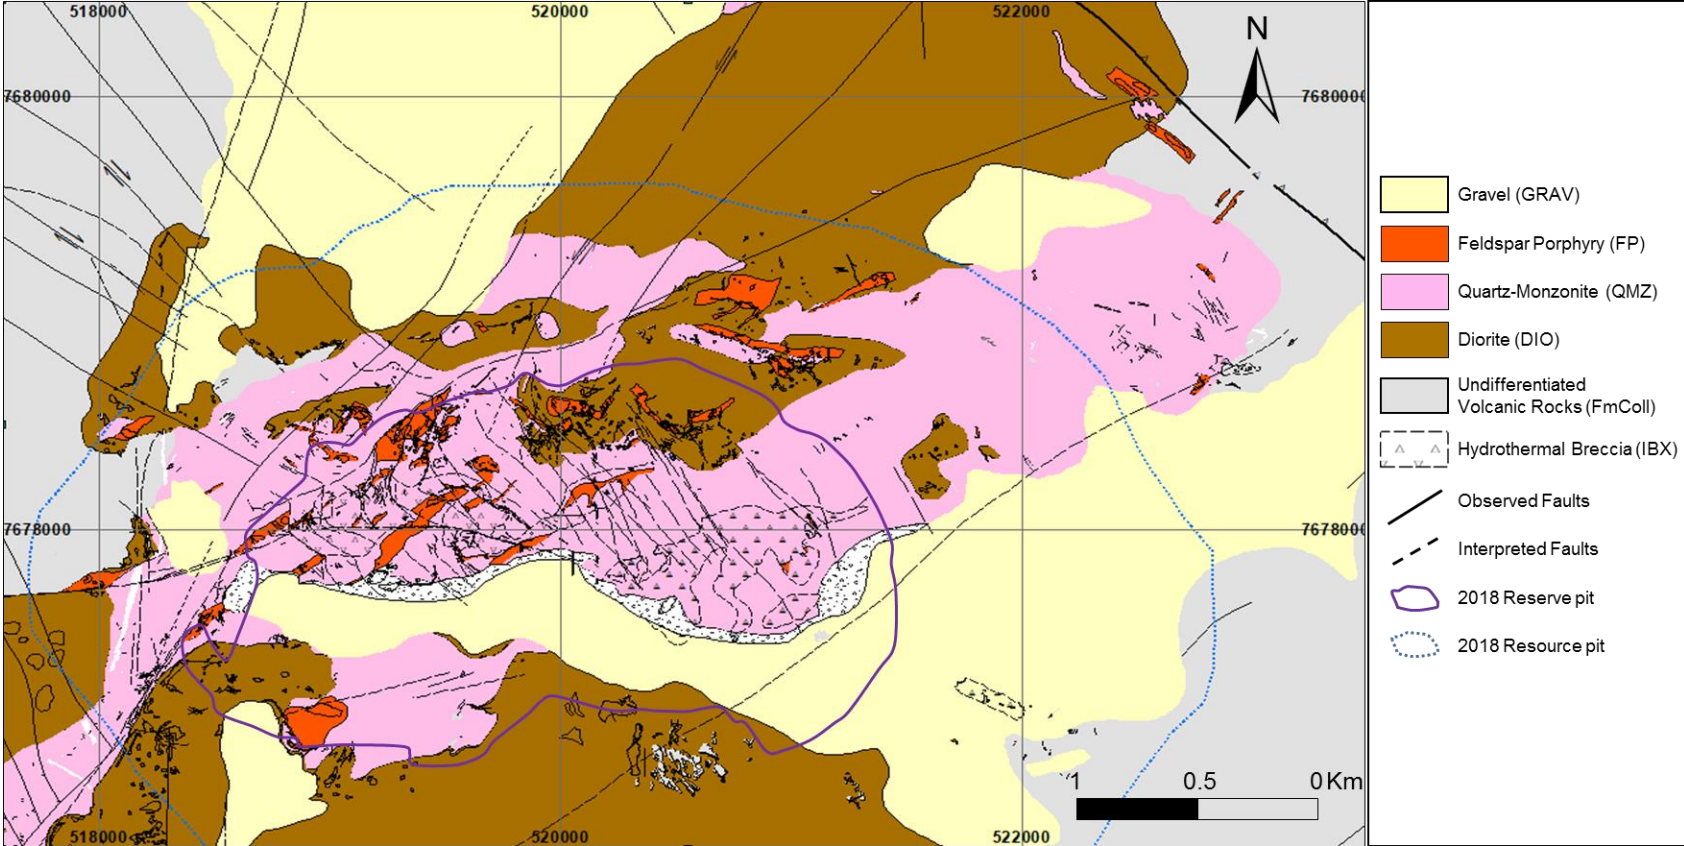 518000 520000 522000
N
7680000 7680000
7678000 7678000
1 0.5 0 Km
518000 520000 522000
Gravel (GRAV)
Feldspar Porphyry (FP)
Quartz-Monzonite (QMZ)
Diorite (DIO)
Undifferentiated
Volcanic Rocks (FmColl)
Hydrothermal Breccia (IBX)
Observed Faults
Interpreted Faults
2018 Reserve pit
2018 Resource pit